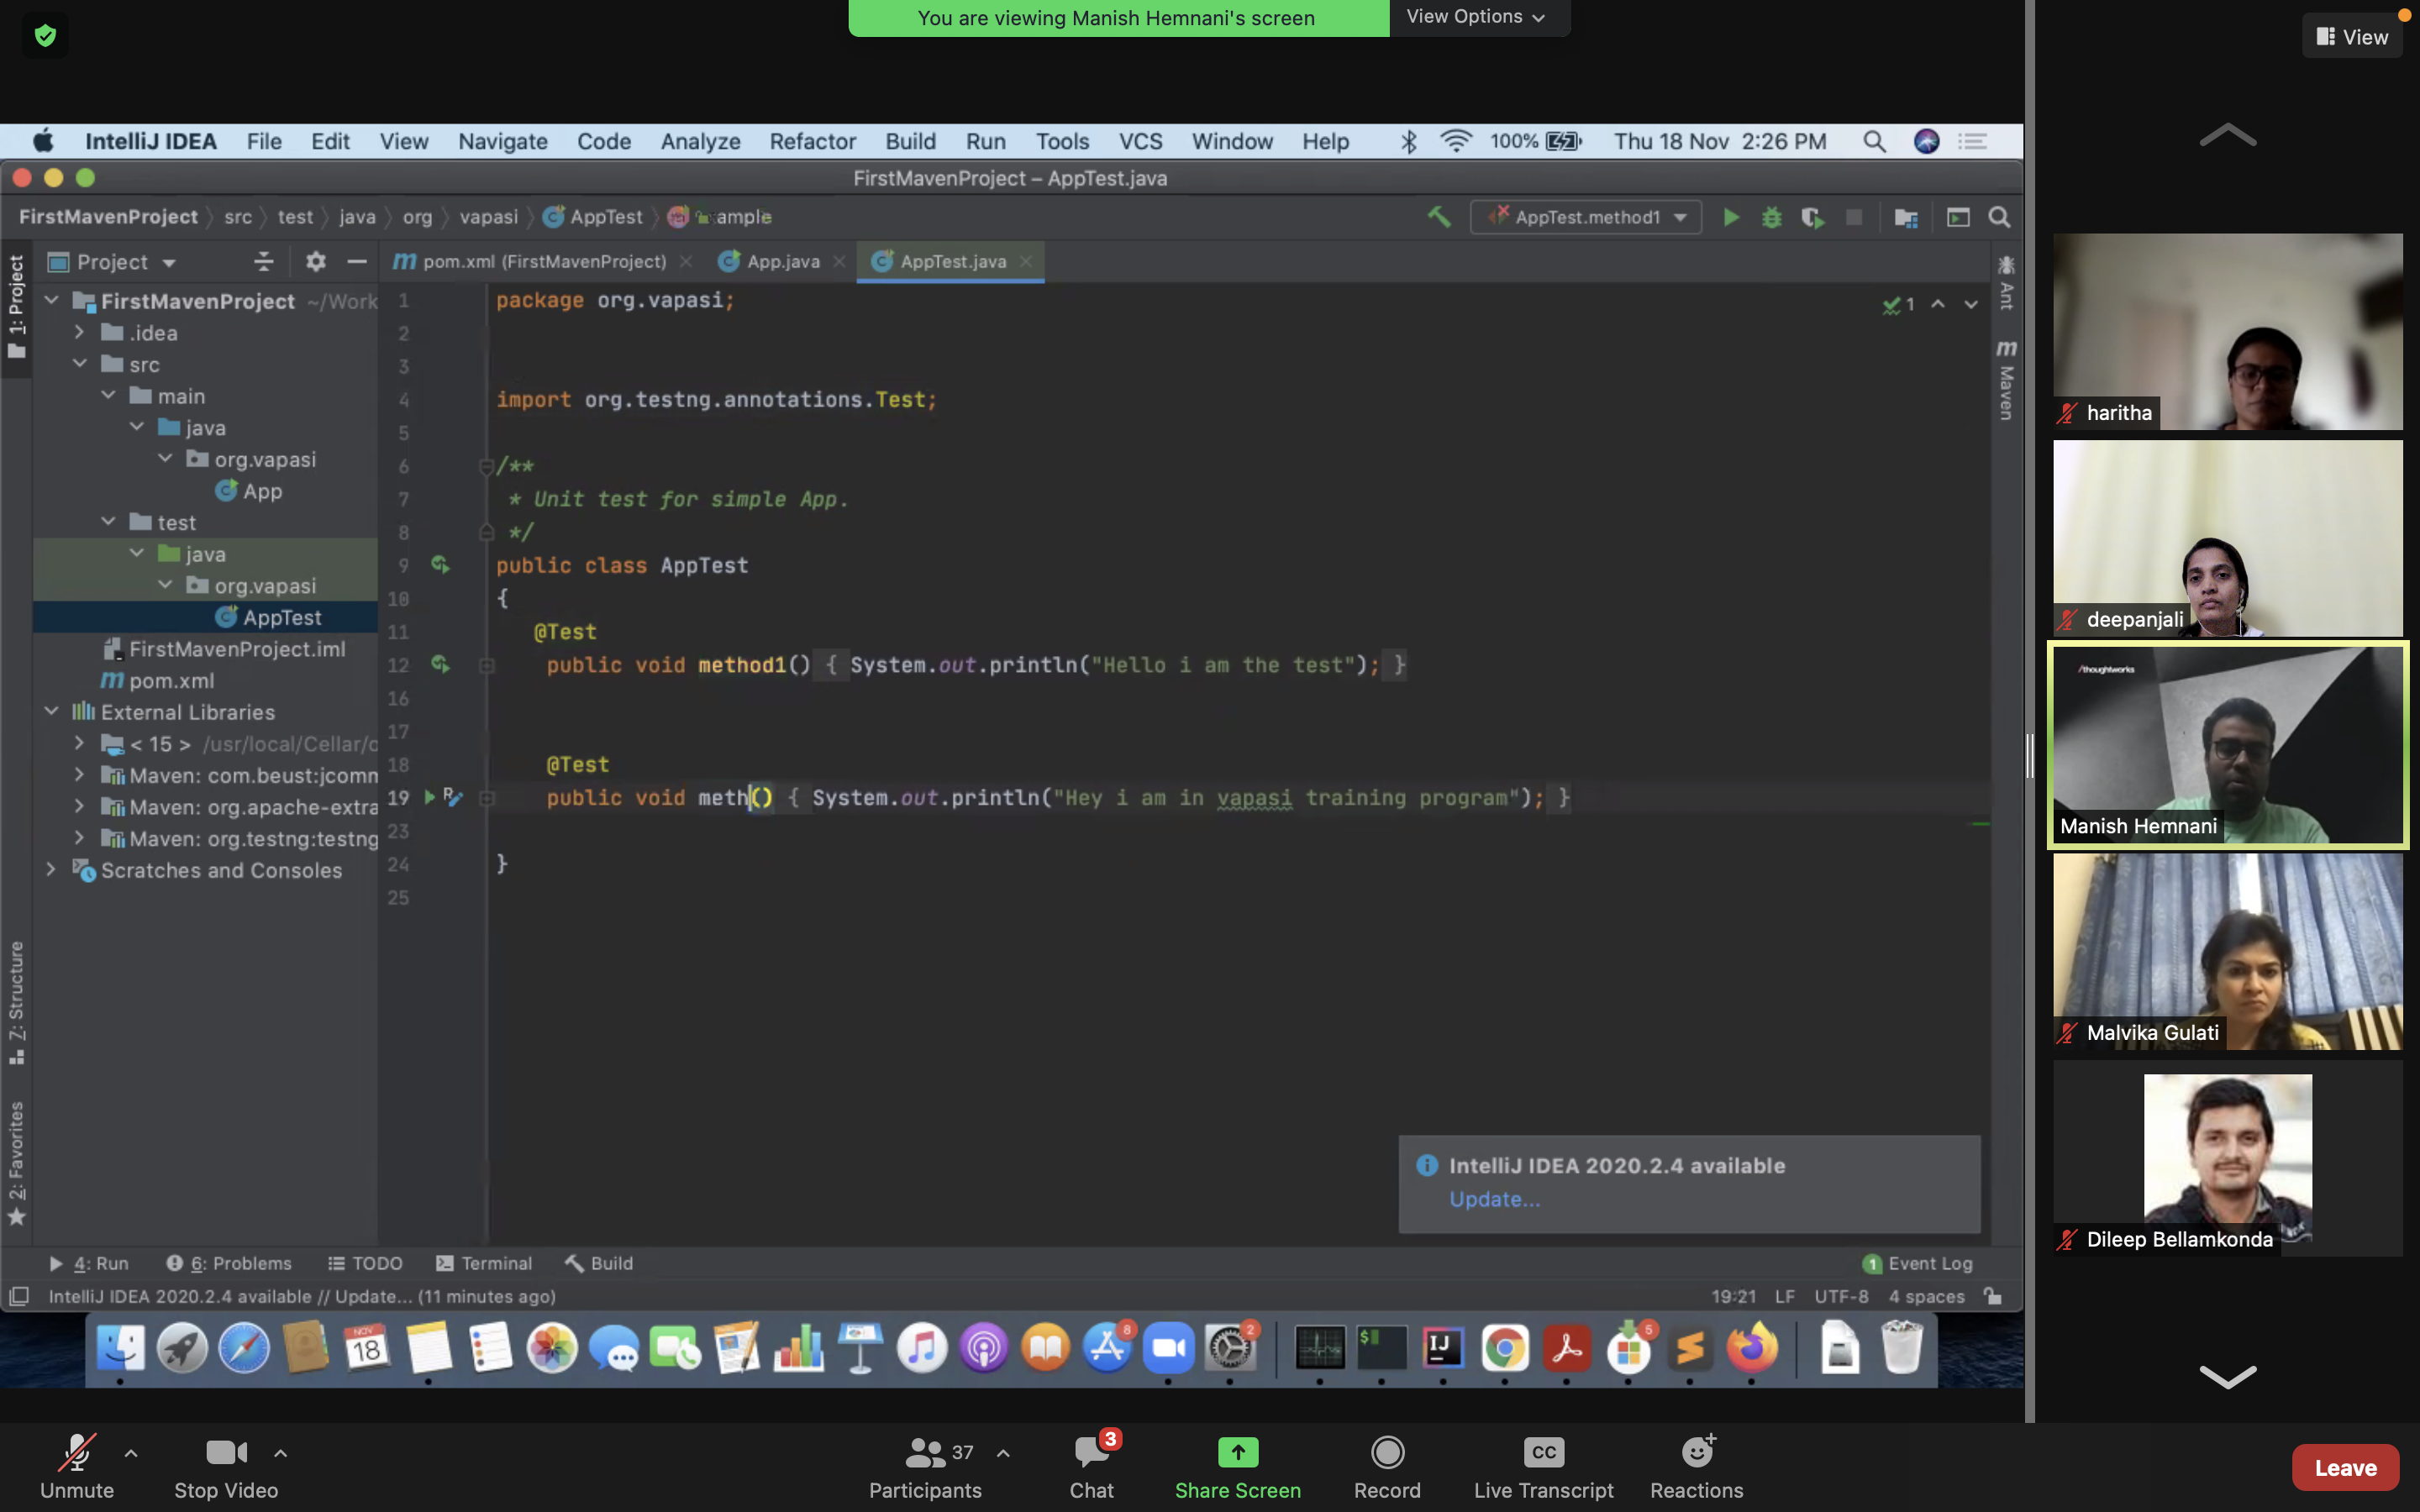 You are viewing Manish Hemnani's screen
View Options
View
IntelliJ IDEA File Edit View Navigate Code Analyze Refactor Build Run Tools VCS Window Help 100% Thu 18 Nov 2:26 PM
FirstMavenProject – AppTest.java
FirstMavenProject src test java org vapasi AppTest ample
AppTest.method1
1: Project
Project
pom.xml (FirstMavenProject)
App.java
AppTest.java
FirstMavenProject ~/Work
.idea
src
main
java
org.vapasi
App
test
java
org.vapasi
AppTest
FirstMavenProject.iml
pom.xml
External Libraries
< 15 > /usr/local/Cellar/
Maven: com.beust:jcomm
Maven: org.apache-extra
Maven: org.testng:testng
Scratches and Consoles
7: Structure
2: Favorites
1 package org.vapasi;
2
3
4 import org.testng.annotations.Test;
5
6 /**
7 * Unit test for simple App.
8 */
9 public class AppTest
10 {
11 @Test
12 public void method1() { System.out.println("Hello i am the test"); }
16
17
18 @Test
19 public void meth() { System.out.println("Hey i am in vapasi training program"); }
23
24 }
25
1
Ant
m Maven
IntelliJ IDEA 2020.2.4 available
Update...
4: Run 6: Problems TODO Terminal Build
1 Event Log
IntelliJ IDEA 2020.2.4 available // Update... (11 minutes ago)
19:21 LF UTF-8 4 spaces
NOV
18
8
2
$
IJ
5
haritha
deepanjali
/thoughtworks
Manish Hemnani
Malvika Gulati
Dileep Bellamkonda
Unmute
Stop Video
37
Participants
3
Chat
Share Screen
Record
CC
Live Transcript
Reactions
Leave